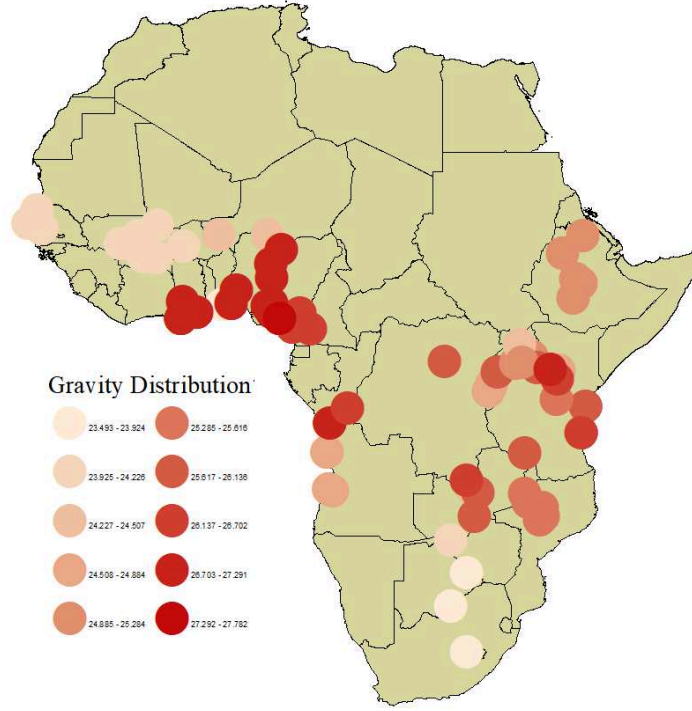 Gravity Distribution
23.493 - 23.924
23.925 - 24.226
24.227 - 24.507
24.508 - 24.884
24.885 - 25.284
25.285 - 25.616
25.617 - 26.136
26.137 - 26.702
26.703 - 27.291
27.292 - 27.782